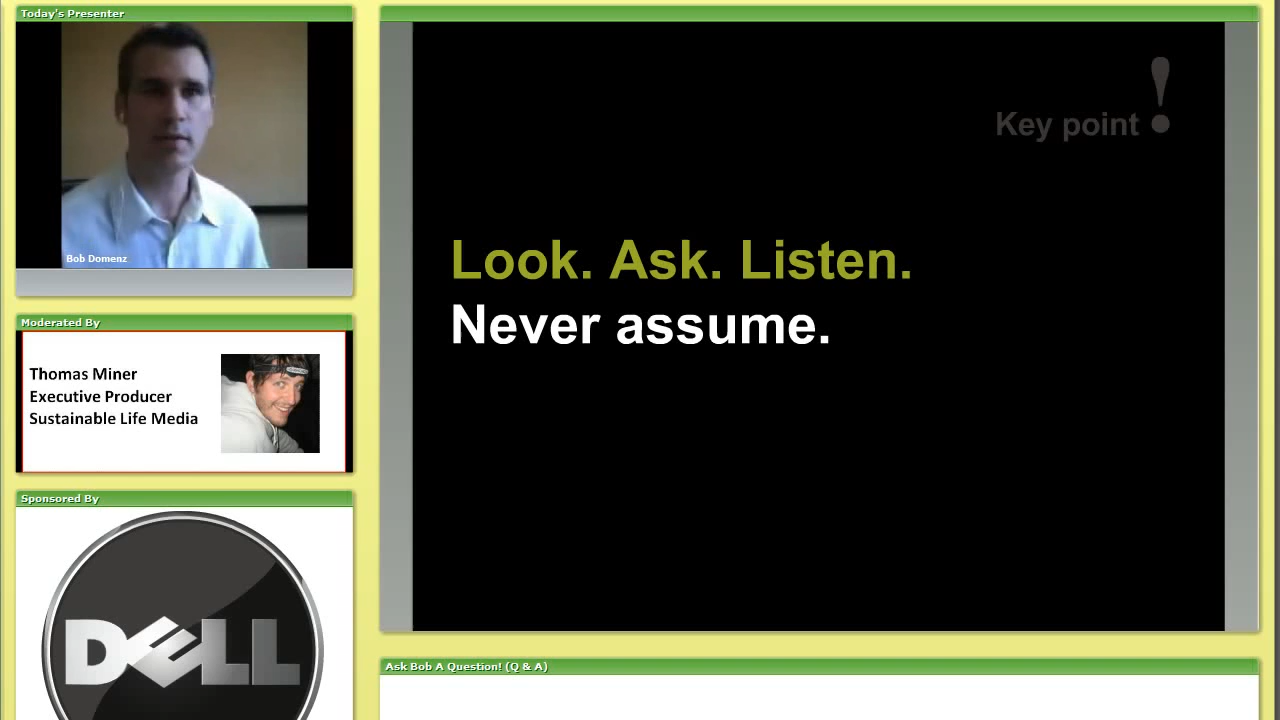 Today's Presenter
Bob Domenz
Moderated By
Thomas Miner
Executive Producer
Sustainable Life Media
Sponsored By
DELL
Key point !
Look. Ask. Listen.
Never assume.
Ask Bob A Question! (Q & A)